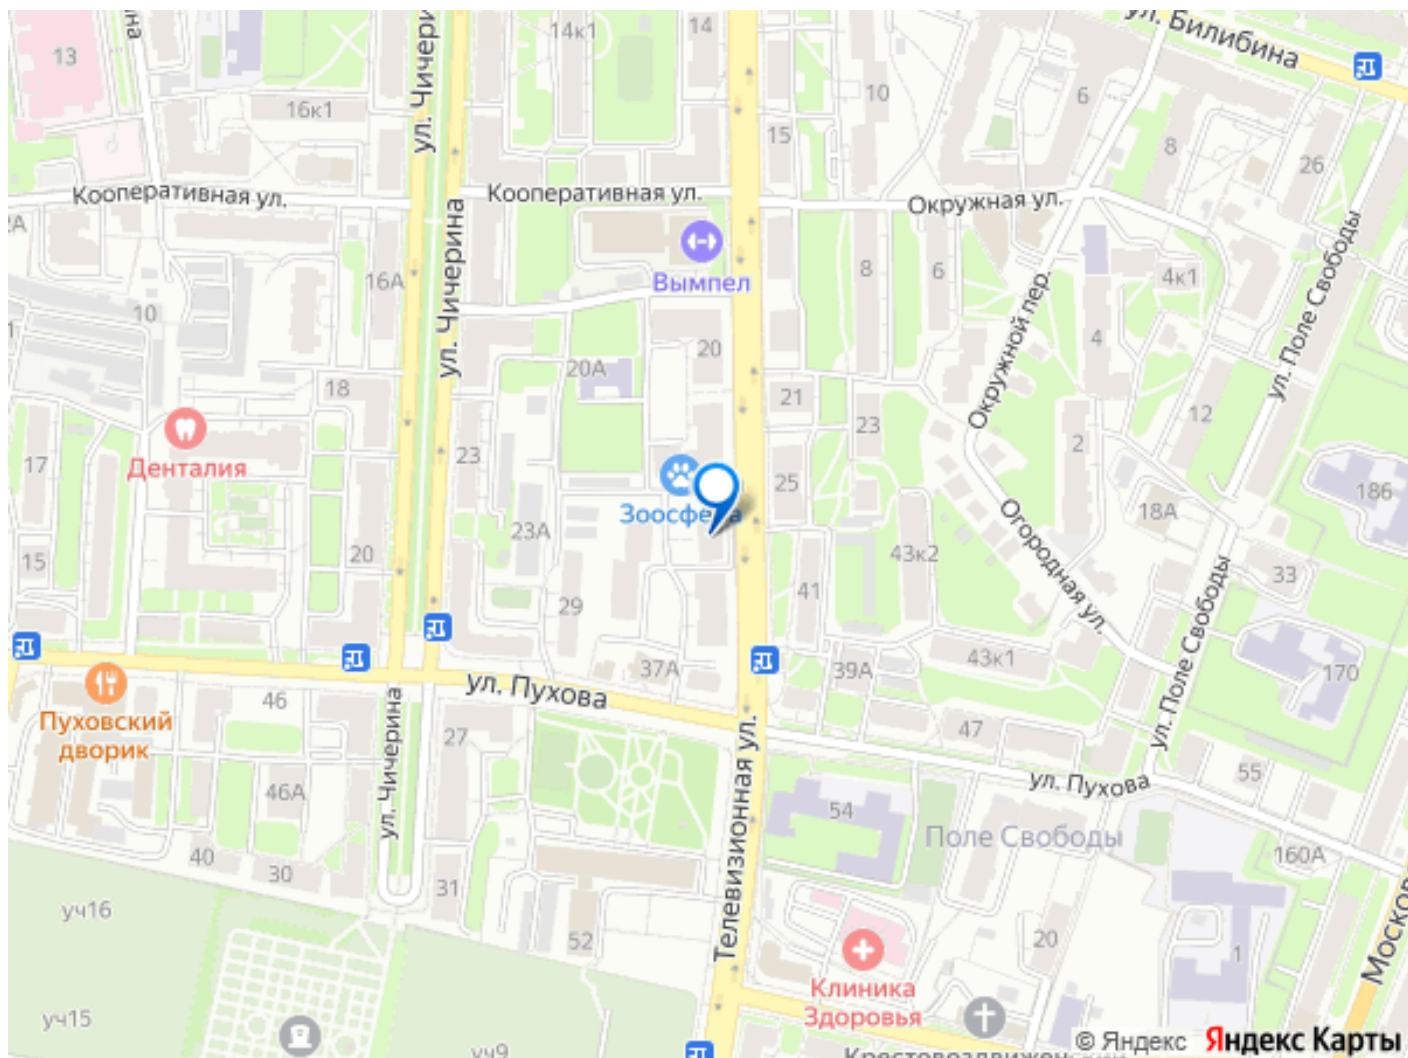 13
ул. Чичерина
14к1
14
ул. Билибина
16к1
10
6
15
8
26
Кооперативная ул.
Кооперативная ул.
Окружная ул.
ул. Чичерина
16А
Вымпел
8
6
4к1
ул. Поле Свободы
10
Окружной пер.
20
4
20А
18
21
12
Денталия
17
23
23
2
25
186
Зоосфера
18А
23А
Огородная ул.
15
20
43к2
33
29
41
ул. Поле Свободы
37А
39А
43к1
170
46
ул. Пухова
Пуховский
дворик
27
47
ул. Чичерина
Телевизионная ул.
46А
ул. Пухова
55
54
Поле Свободы
40
30
31
160А
уч16
52
20
1
Клиника
Здоровья
уч15
уч9
© Яндекс Яндекс Карты